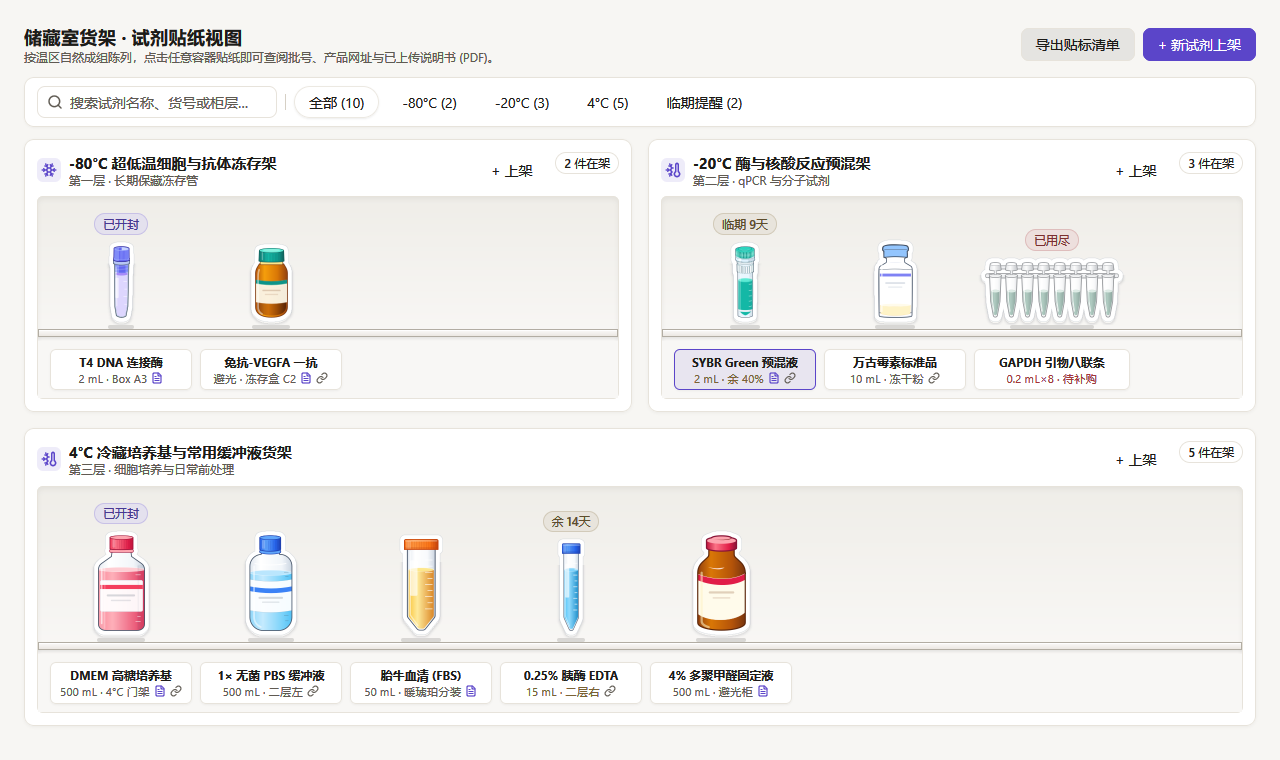 储藏室货架 · 试剂贴纸视图
按温区自然成组陈列，点击任意容器贴纸即可查阅批号、产品网址与已上传说明书 (PDF)。
导出贴标清单
+ 新试剂上架
搜索试剂名称、货号或柜层...
全部 (10)
-80°C (2)
-20°C (3)
4°C (5)
临期提醒 (2)
-80°C 超低温细胞与抗体冻存架
第一层 · 长期保藏冻存管
+ 上架
2 件在架
已开封
T4 DNA 连接酶
2 mL · Box A3
兔抗-VEGFA 一抗
避光 · 冻存盒 C2
-20°C 酶与核酸反应预混架
第二层 · qPCR 与分子试剂
+ 上架
3 件在架
临期 9天
已用尽
SYBR Green 预混液
2 mL · 余 40%
万古霉素标准品
10 mL · 冻干粉
GAPDH 引物八联条
0.2 mL×8 · 待补购
4°C 冷藏培养基与常用缓冲液货架
第三层 · 细胞培养与日常前处理
+ 上架
5 件在架
已开封
余 14天
DMEM 高糖培养基
500 mL · 4°C 门架
1× 无菌 PBS 缓冲液
500 mL · 二层左
胎牛血清 (FBS)
50 mL · 暖琥珀分装
0.25% 胰酶 EDTA
15 mL · 二层右
4% 多聚甲醛固定液
500 mL · 避光柜